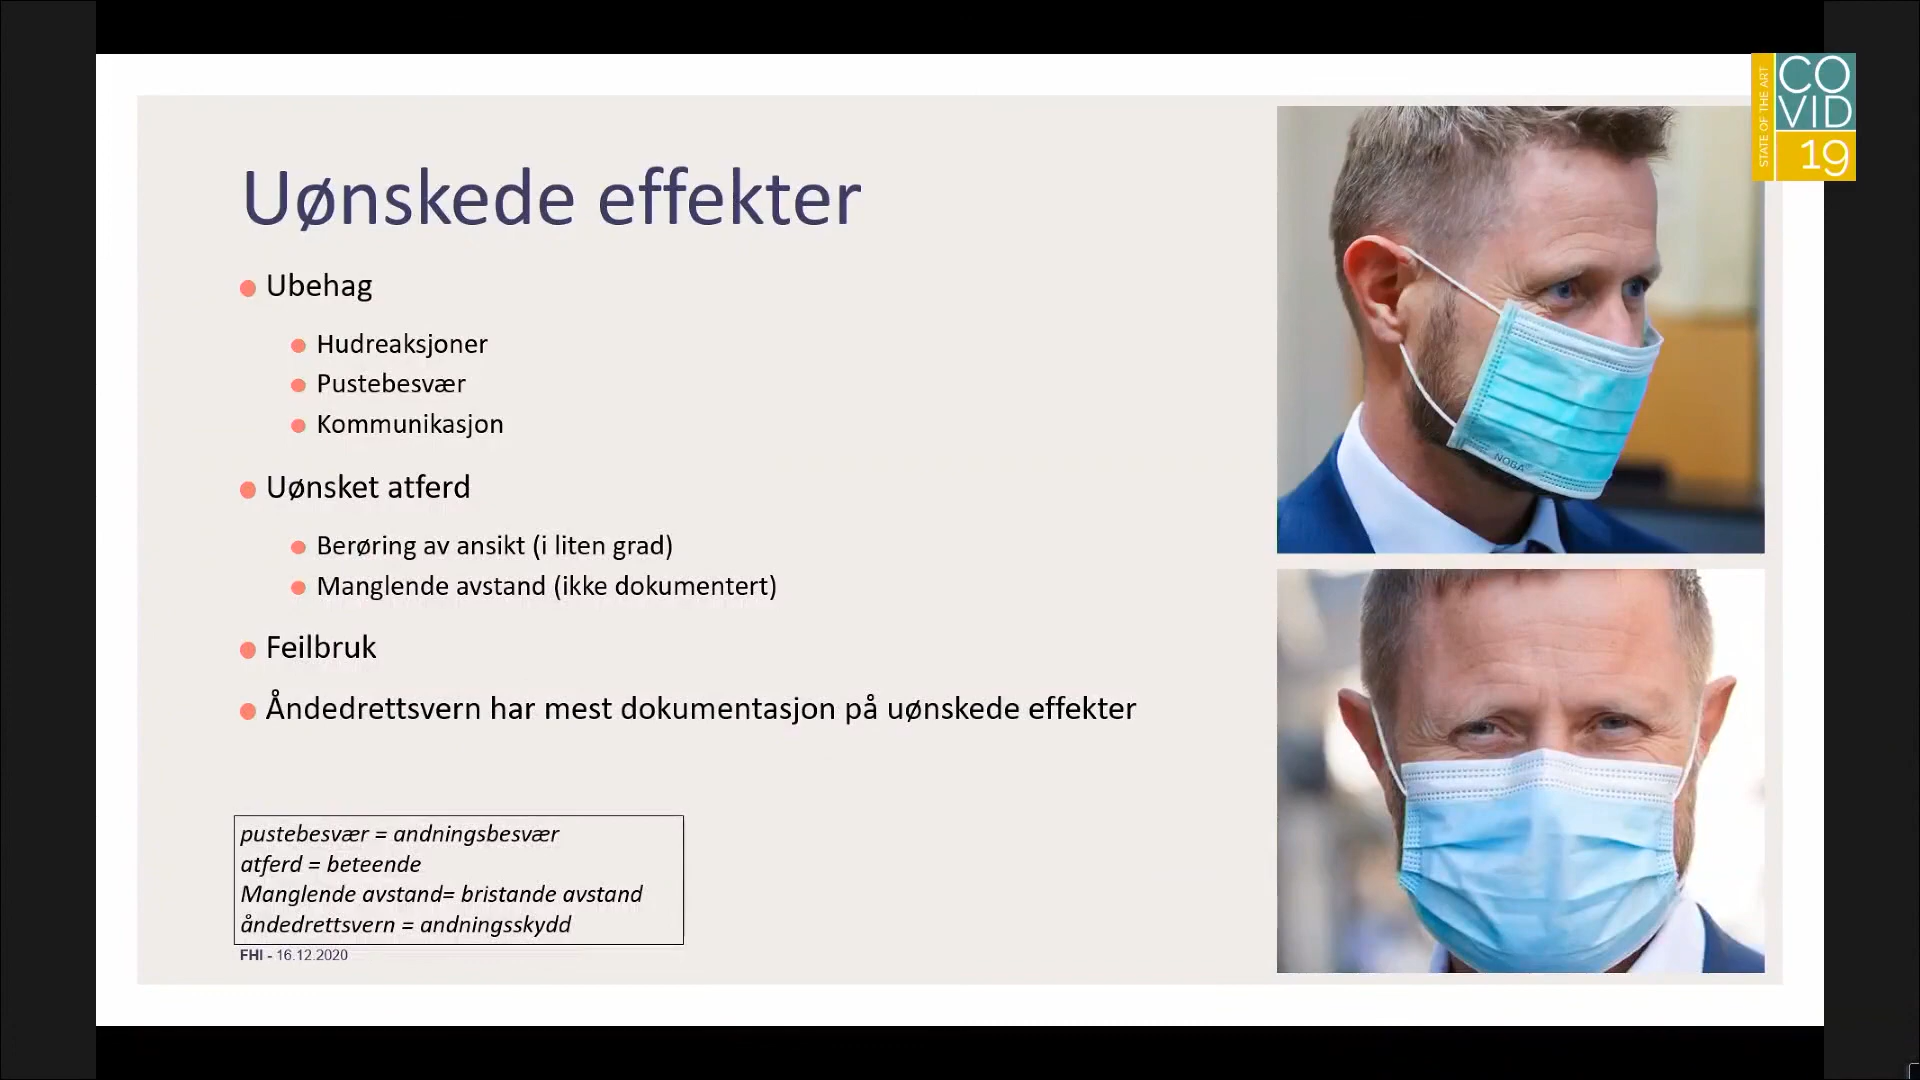 STATE OF THE ART
CO
VID
19
Uønskede effekter
Ubehag
Hudreaksjoner
Pustebesvær
Kommunikasjon
Uønsket atferd
Berøring av ansikt (i liten grad)
Manglende avstand (ikke dokumentert)
Feilbruk
Åndedrettsvern har mest dokumentasjon på uønskede effekter
pustebesvær = andningsbesvær
atferd = beteende
Manglende avstand= bristande avstand
åndedrettsvern = andningsskydd
FHI - 16.12.2020
NOBA